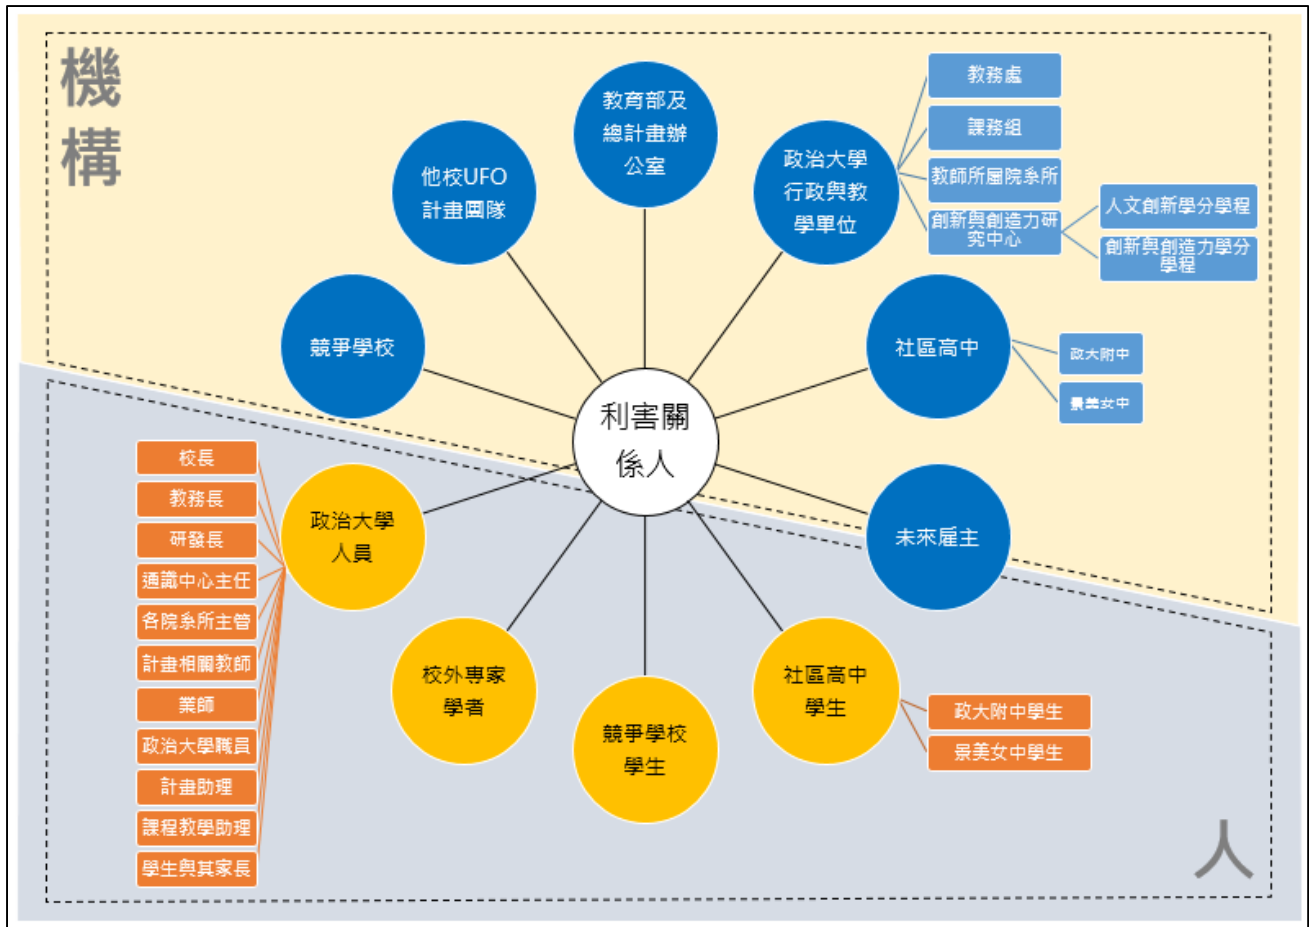 機
構
教育部及
總計畫辦
公室
他校UFO
計畫團隊
政治大學
行政與教
學單位
教務處
課務組
教師所屬院系所
創新與創造力研
究中心
人文創新學分學程
創新與創造力學分
學程
競爭學校
社區高中
政大附中
景美女中
利害關
係人
未來雇主
政治大學
人員
校長
教務長
研發長
通識中心主任
各院系所主管
計畫相關教師
業師
政治大學職員
計畫助理
課程教學助理
學生與其家長
校外專家
學者
競爭學校
學生
社區高中
學生
政大附中學生
景美女中學生
人